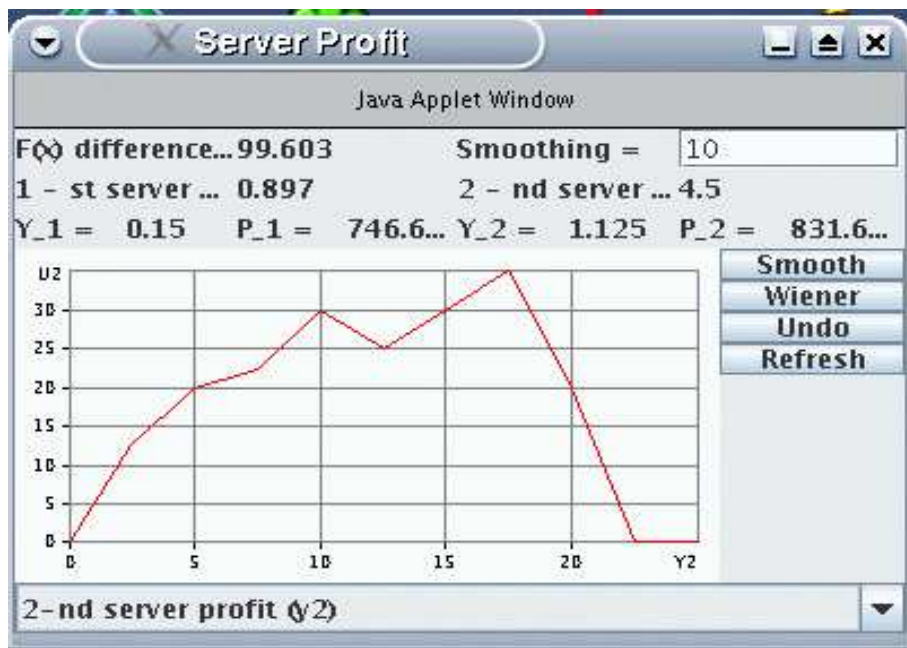 Server Profit
Java Applet Window
F(x) difference... 99.603 Smoothing = 10
1 - st server ... 0.897 2 - nd server ... 4.5
Y_1 = 0.15 P_1 = 746.6... Y_2 = 1.125 P_2 = 831.6...
Smooth
Wiener
Undo
Refresh
U2
30
25
20
15
10
5
0
0 5 10 15 20 Y2
2-nd server profit (y2)